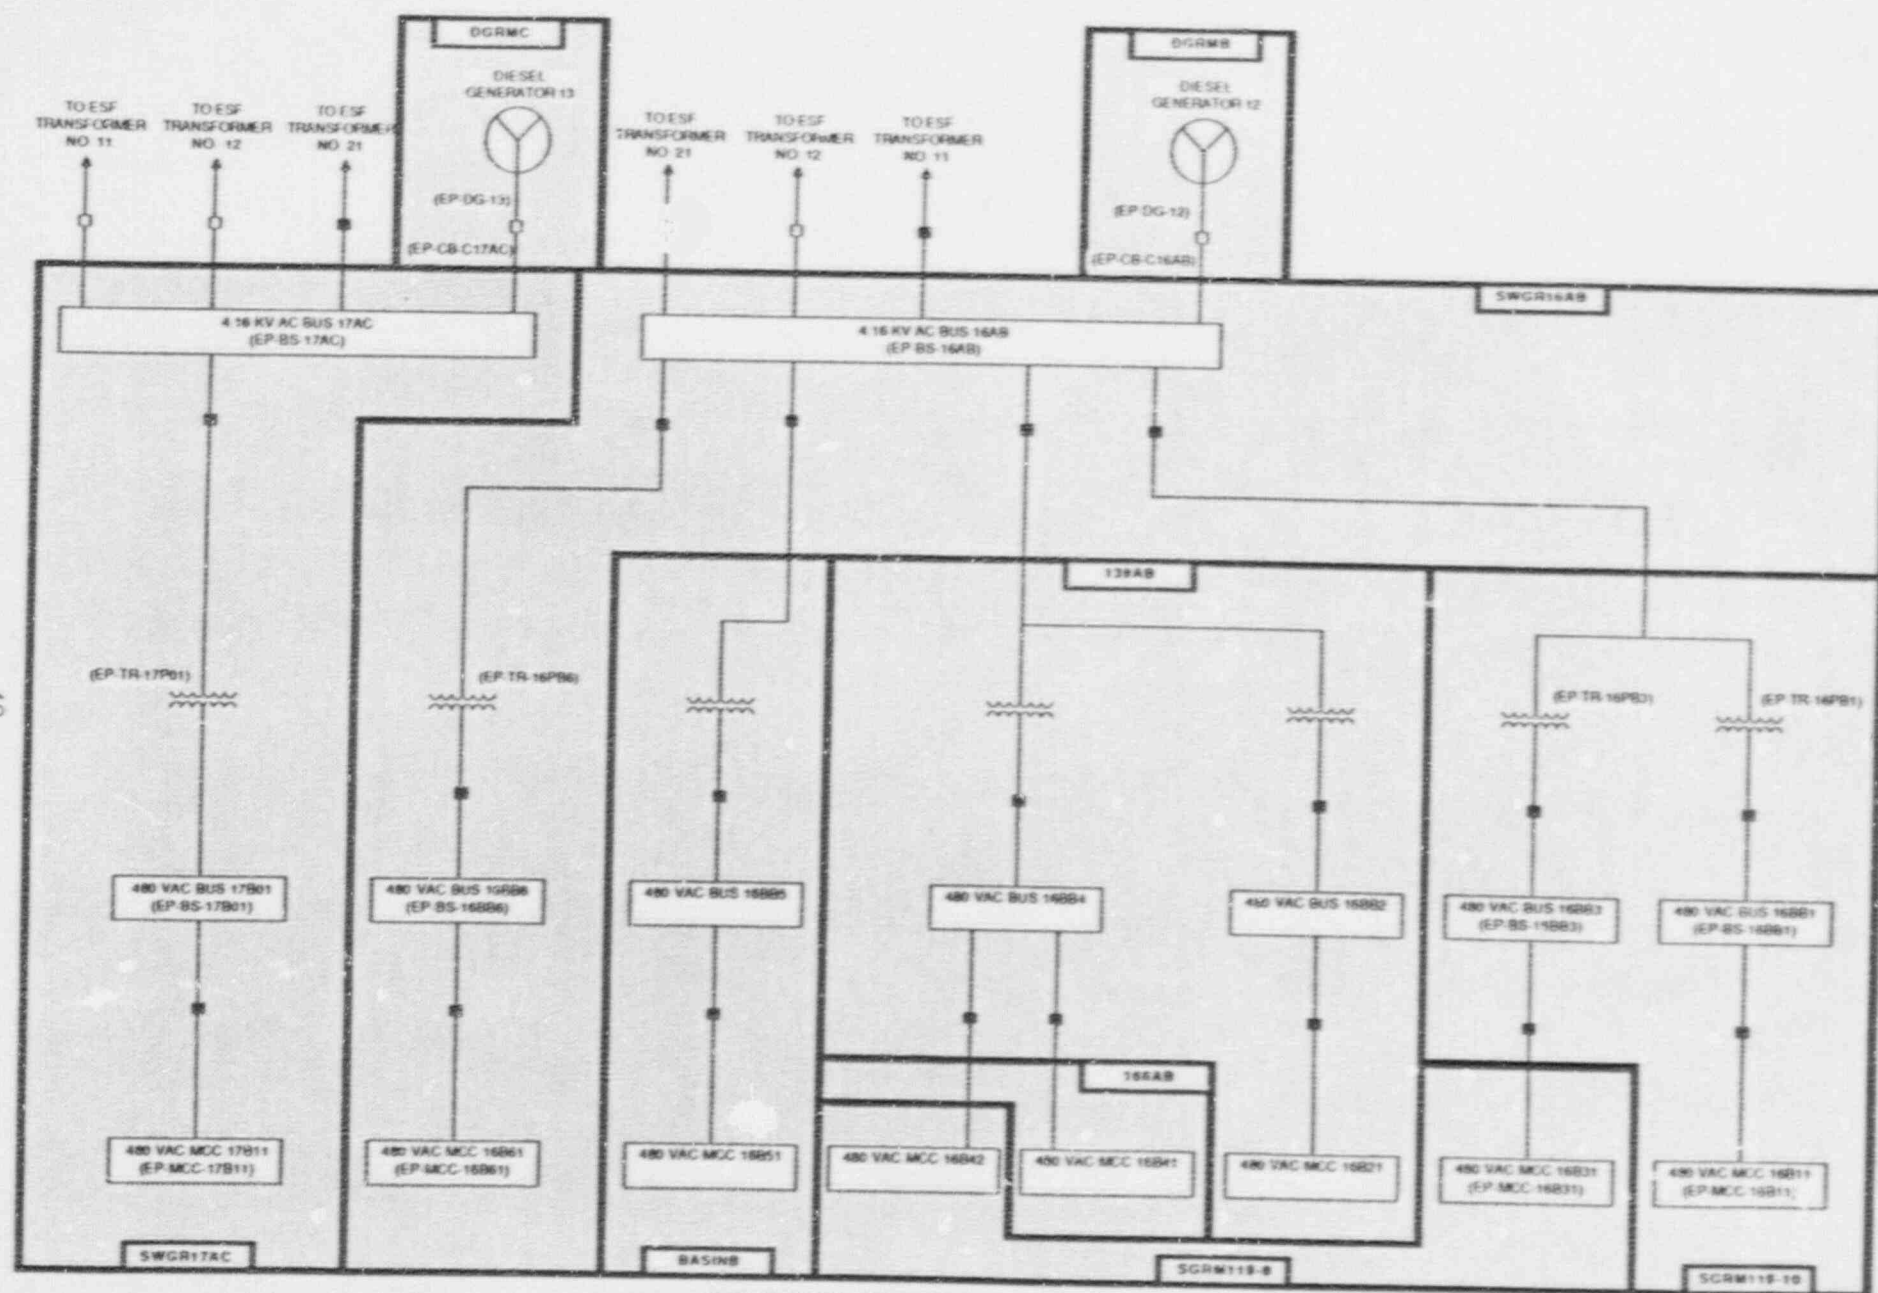 DGRMC
DGRMB
DIESEL
GENERATOR 13
DIESEL
GENERATOR 12
TO ESF
TRANSFORMER
NO 11
TO ESF
TRANSFORMER
NO 12
TO ESF
TRANSFORMER
NO 21
TO ESF
TRANSFORMER
NO 21
TO ESF
TRANSFORMER
NO 12
TO ESF
TRANSFORMER
NO 11
(EP-DG-13)
(EP-CB-C17AC)
(EP-DG-12)
(EP-CB-C16AB)
SWGR16AB
4.16 KV AC BUS 17AC
(EP-BS-17AC)
4.16 KV AC BUS 16AB
(EP-BS-16AB)
139AB
(EP-TR-17P01)
(EP-TR-16PB6)
(EP-TR-16PB3)
(EP-TR-16PB1)
480 VAC BUS 17B01
(EP-BS-17B01)
480 VAC BUS 16BB6
(EP-BS-16BB6)
480 VAC BUS 16BB5
480 VAC BUS 16BB4
480 VAC BUS 16BB2
480 VAC BUS 16BB3
(EP-BS-15BB3)
480 VAC BUS 16BB1
(EP-BS-16BB1)
166AB
480 VAC MCC 17B11
(EP-MCC-17B11)
480 VAC MCC 16B61
(EP-MCC-16B61)
480 VAC MCC 16B51
480 VAC MCC 16B42
480 VAC MCC 16B41
480 VAC MCC 16B21
480 VAC MCC 16B31
(EP-MCC-16B31)
480 VAC MCC 16B11
(EP-MCC-16B11)
SWGR17AC
BASINB
SGRM119-8
SGRM119-10